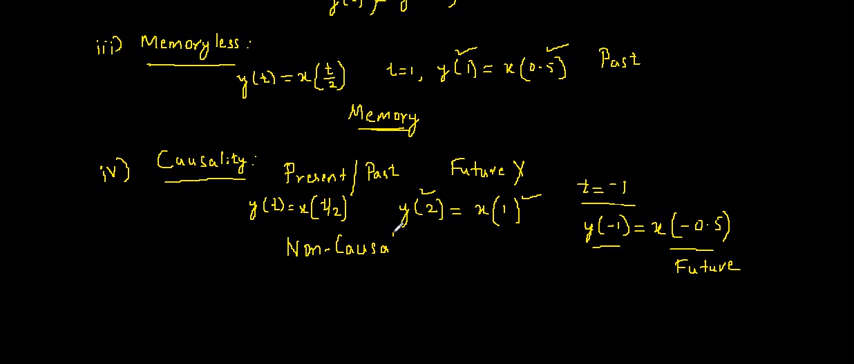 iii) Memoryless:
y(t) = x(t/2) t=1, y(1) = x(0.5) Past
Memory
iv) Causality: Present/Past Future X
y(t) = x(t/2) y(2) = x(1)
t = -1
y(-1) = x(-0.5)
Non-Causa
Future